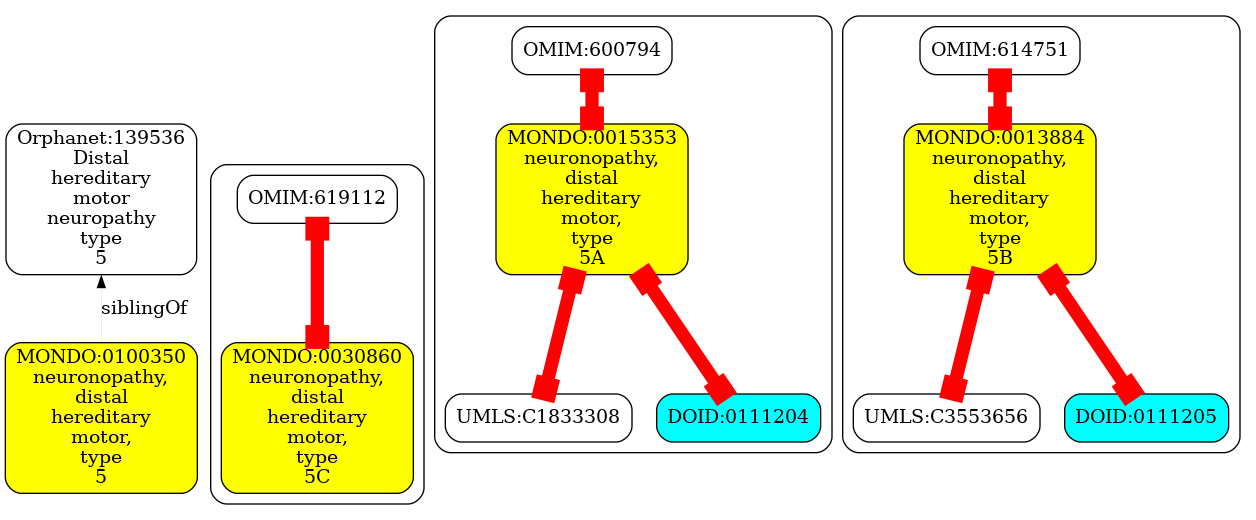 Orphanet:139536
Distal
hereditary
motor
neuropathy
type
5
siblingOf
MONDO:0100350
neuronopathy,
distal
hereditary
motor,
type
5
OMIM:619112
MONDO:0030860
neuronopathy,
distal
hereditary
motor,
type
5C
OMIM:600794
MONDO:0015353
neuronopathy,
distal
hereditary
motor,
type
5A
UMLS:C1833308
DOID:0111204
OMIM:614751
MONDO:0013884
neuronopathy,
distal
hereditary
motor,
type
5B
UMLS:C3553656
DOID:0111205